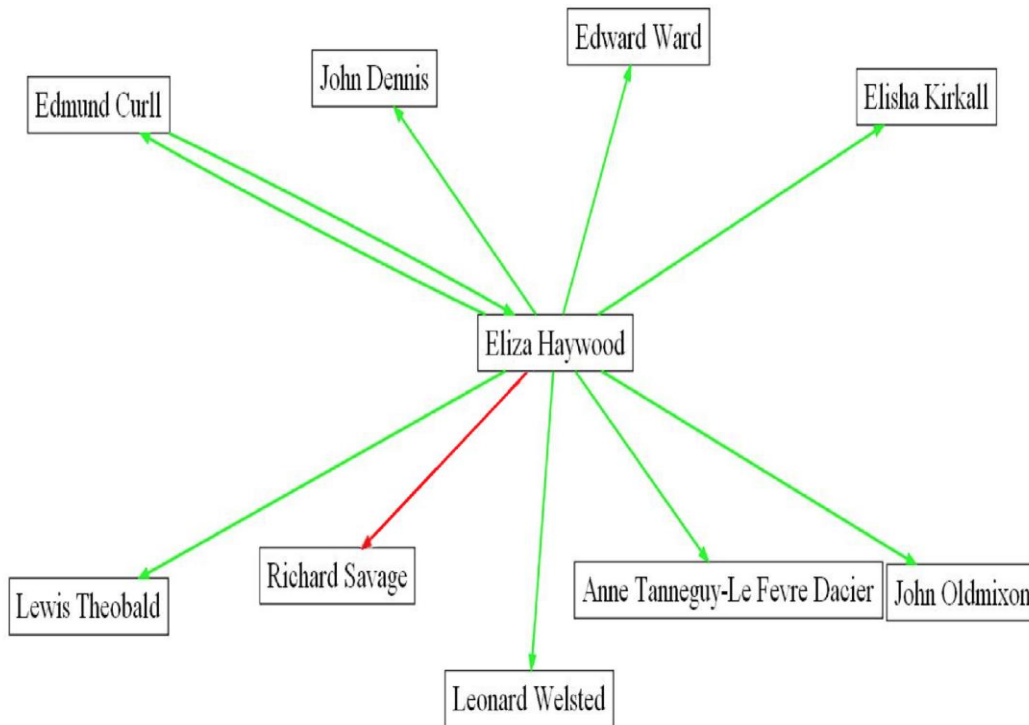 Edward Ward
John Dennis
Edmund Curll
Elisha Kirkall
Eliza Haywood
Richard Savage
Anne Tanneguy-Le Fevre Dacier
John Oldmixon
Lewis Theobald
Leonard Welsted